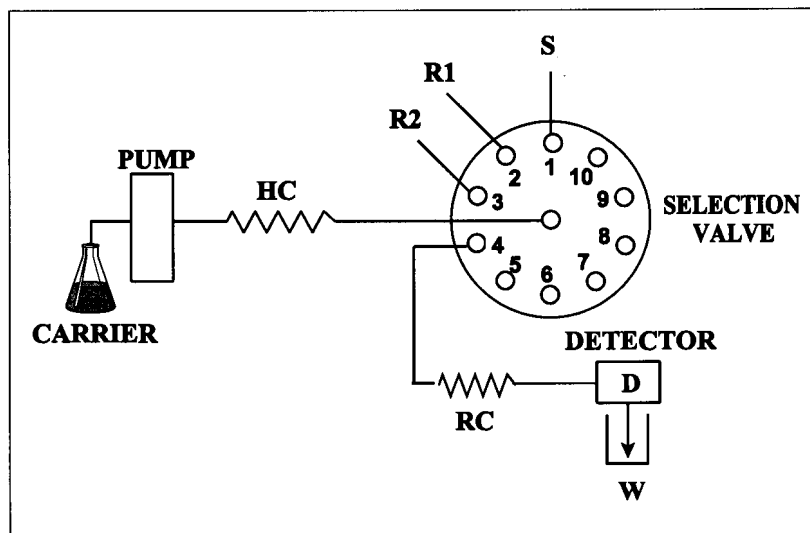 S
R1
R2
PUMP
HC
1
2
10
3
9
SELECTION
VALVE
4
8
5
6
7
CARRIER
DETECTOR
D
RC
W